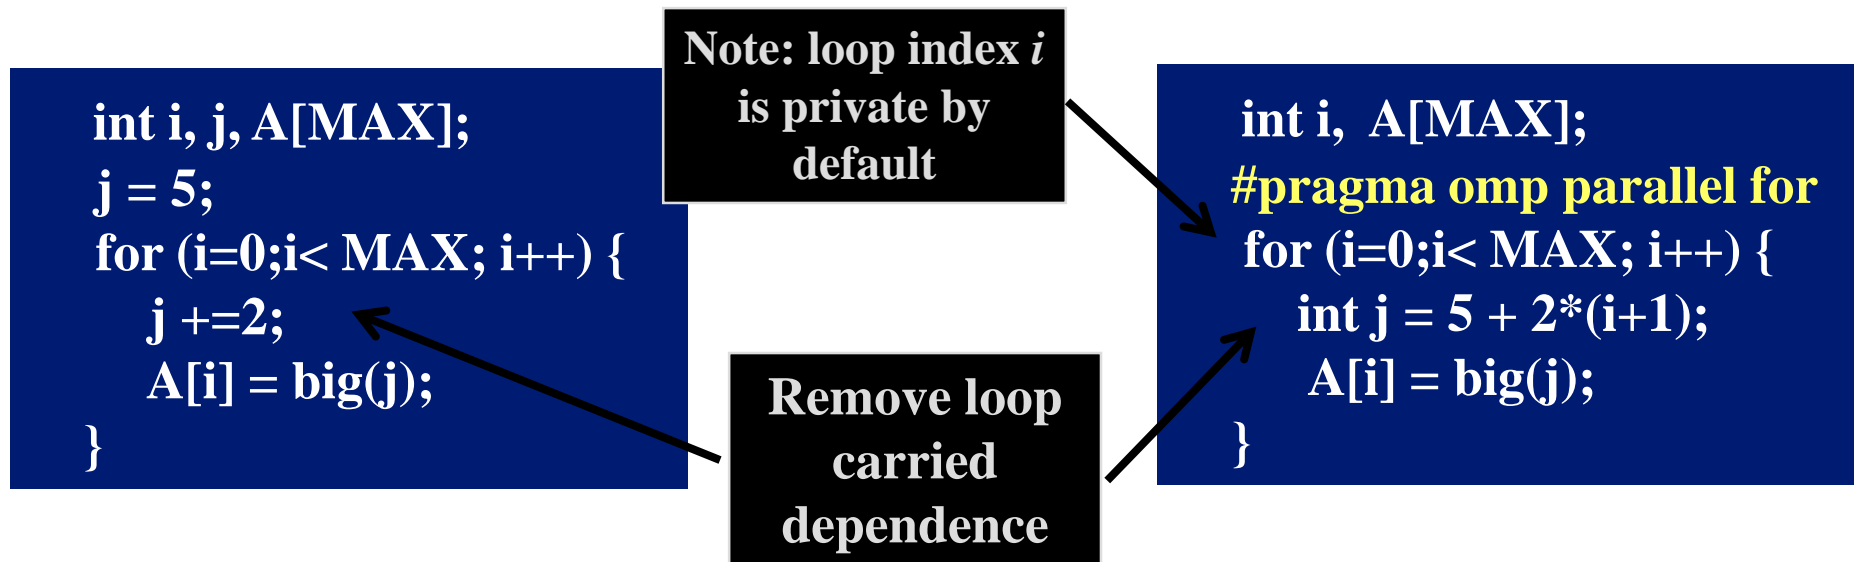 Note: loop index i
is private by
default
int i, j, A[MAX];
j = 5;
for (i=0;i< MAX; i++) {
j +=2;
A[i] = big(j);
}
int i, A[MAX];
#pragma omp parallel for
for (i=0;i< MAX; i++) {
int j = 5 + 2*(i+1);
A[i] = big(j);
}
Remove loop
carried
dependence